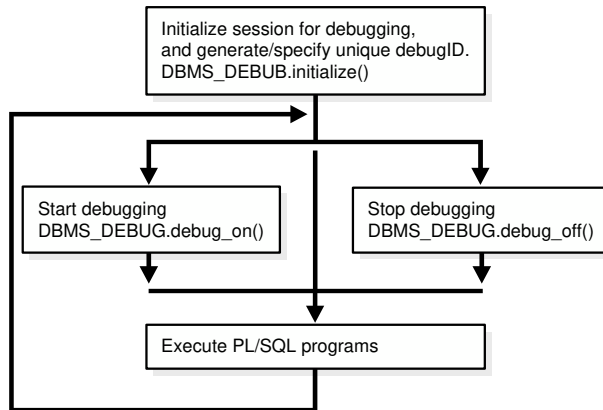 Initialize session for debugging,
and generate/specify unique debugID.
DBMS_DEBUB.initialize()
Start debugging
DBMS_DEBUG.debug_on()
Stop debugging
DBMS_DEBUG.debug_off()
Execute PL/SQL programs